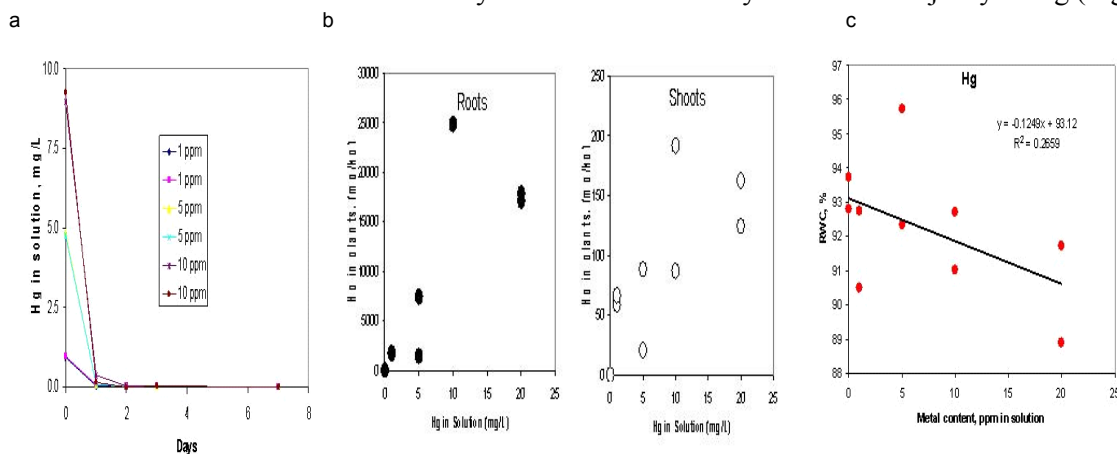 a
b
c
Hg in solution, mg/L
10.0
7.5
5.0
2.5
0.0
0 2 4 6 8
Days
1 ppm
1 ppm
5 ppm
5 ppm
10 ppm
10 ppm
Roots
30000
25000
20000
15000
10000
5000
0
0 5 10 15 20 25
Hg in Solution (mg/L)
Shoots
250
200
150
100
50
0
0 5 10 15 20 25
Hg in Solution (mg/L)
Hg
y = -0.1249x + 93.12
R² = 0.2659
RWC, %
97
96
95
94
93
92
91
90
89
88
0 5 10 15 20 25
Metal content, ppm in solution